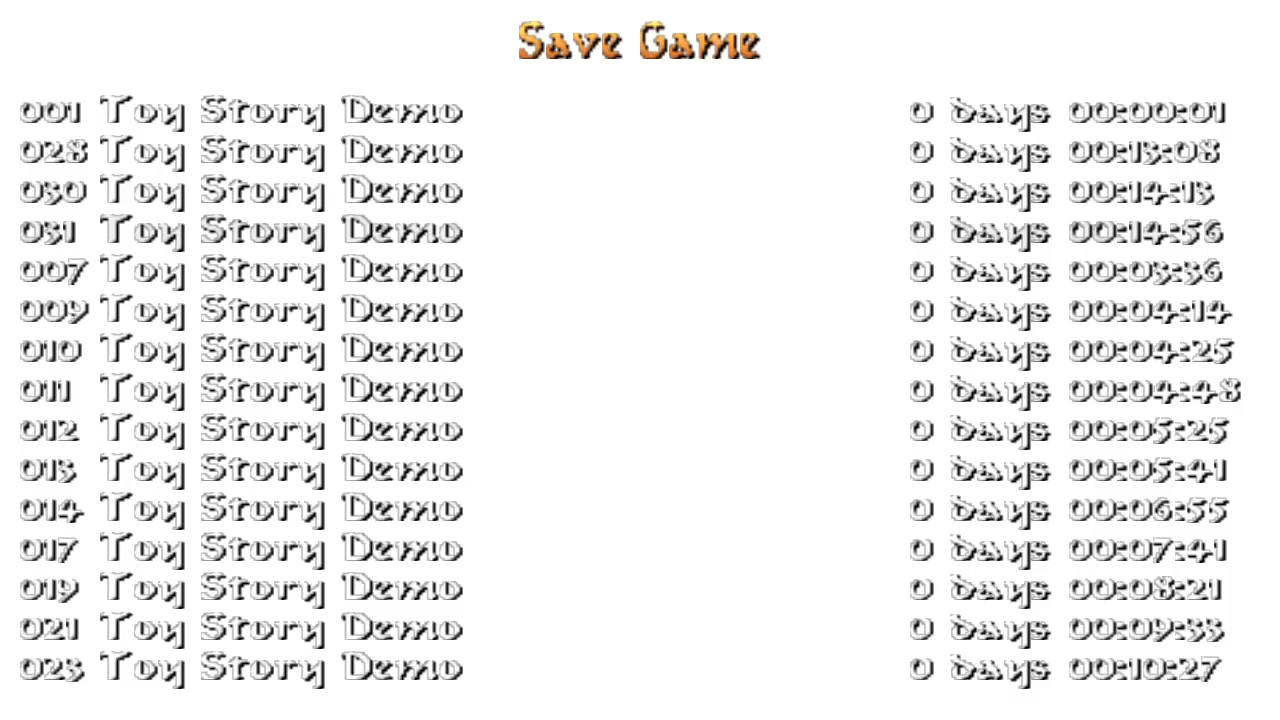 Save Game
001 Toy Story Demo 0 days 00:00:01
028 Toy Story Demo 0 days 00:13:08
030 Toy Story Demo 0 days 00:14:13
031 Toy Story Demo 0 days 00:14:56
007 Toy Story Demo 0 days 00:03:36
009 Toy Story Demo 0 days 00:04:14
010 Toy Story Demo 0 days 00:04:25
011 Toy Story Demo 0 days 00:04:48
012 Toy Story Demo 0 days 00:05:25
013 Toy Story Demo 0 days 00:05:41
014 Toy Story Demo 0 days 00:06:55
017 Toy Story Demo 0 days 00:07:41
019 Toy Story Demo 0 days 00:08:21
021 Toy Story Demo 0 days 00:09:33
023 Toy Story Demo 0 days 00:10:27